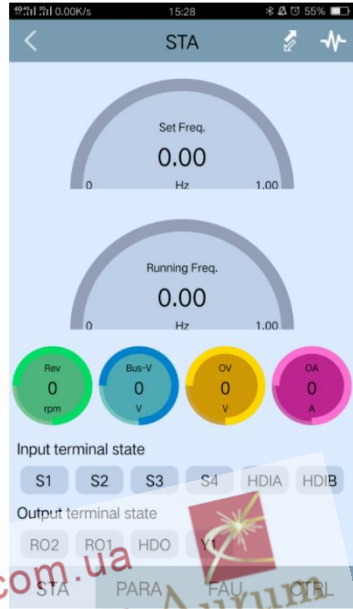 0.00K/s 15:28 55%
STA
Set Freq.
0.00
0 Hz 1.00
Running Freq.
0.00
0 Hz 1.00
Rev Bus-V OV OA
0 0 0 0
rpm V V A
Input terminal state
S1 S2 S3 S4 HDIA HDIB
Output terminal state
RO2 RO1 HDO Y1
com.ua
Aurum
STA PARA FAU CTRL